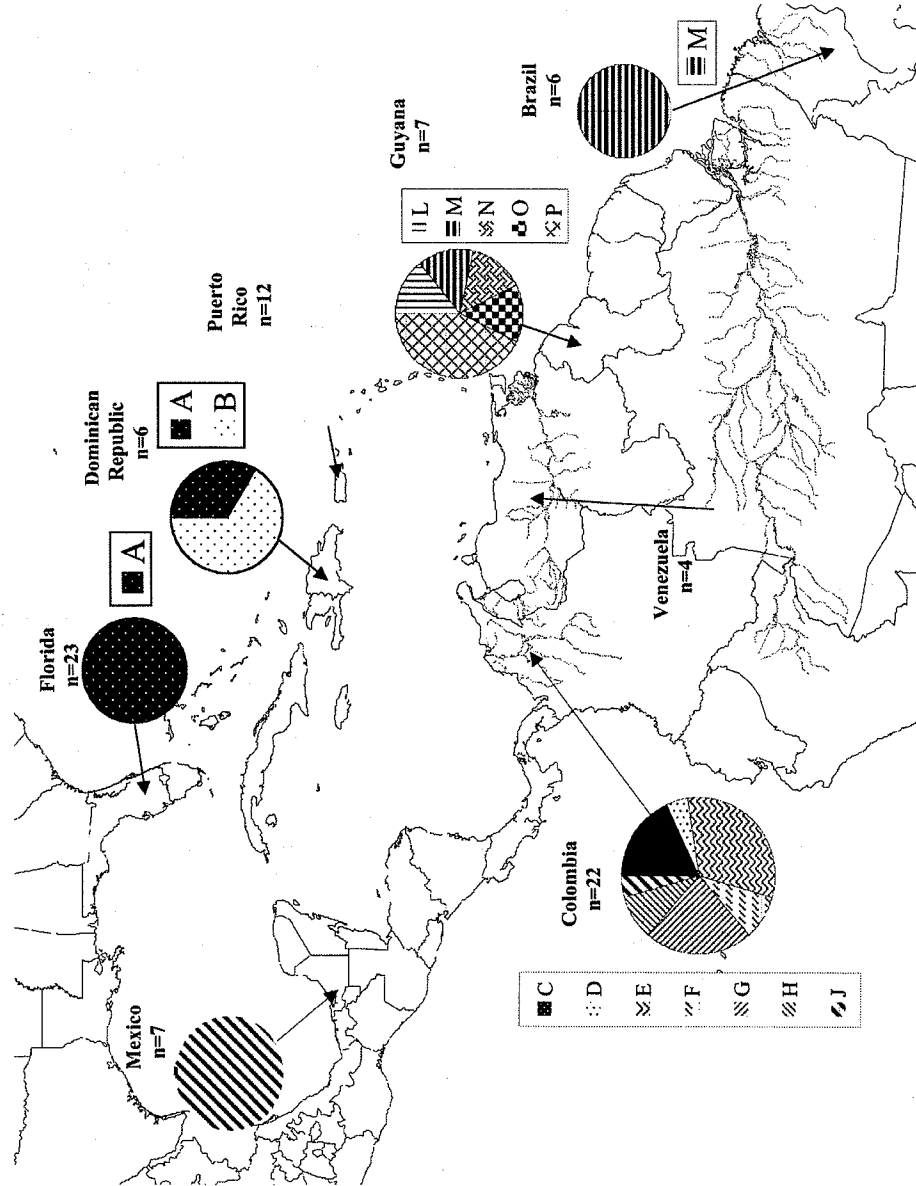 Florida
n=23
A
Dominican
Republic
n=6
A
B
Puerto
Rico
n=12
Mexico
n=7
Guyana
n=7
L
M
N
O
P
Brazil
n=6
M
Colombia
n=22
C
D
E
F
G
H
J
Venezuela
n=4